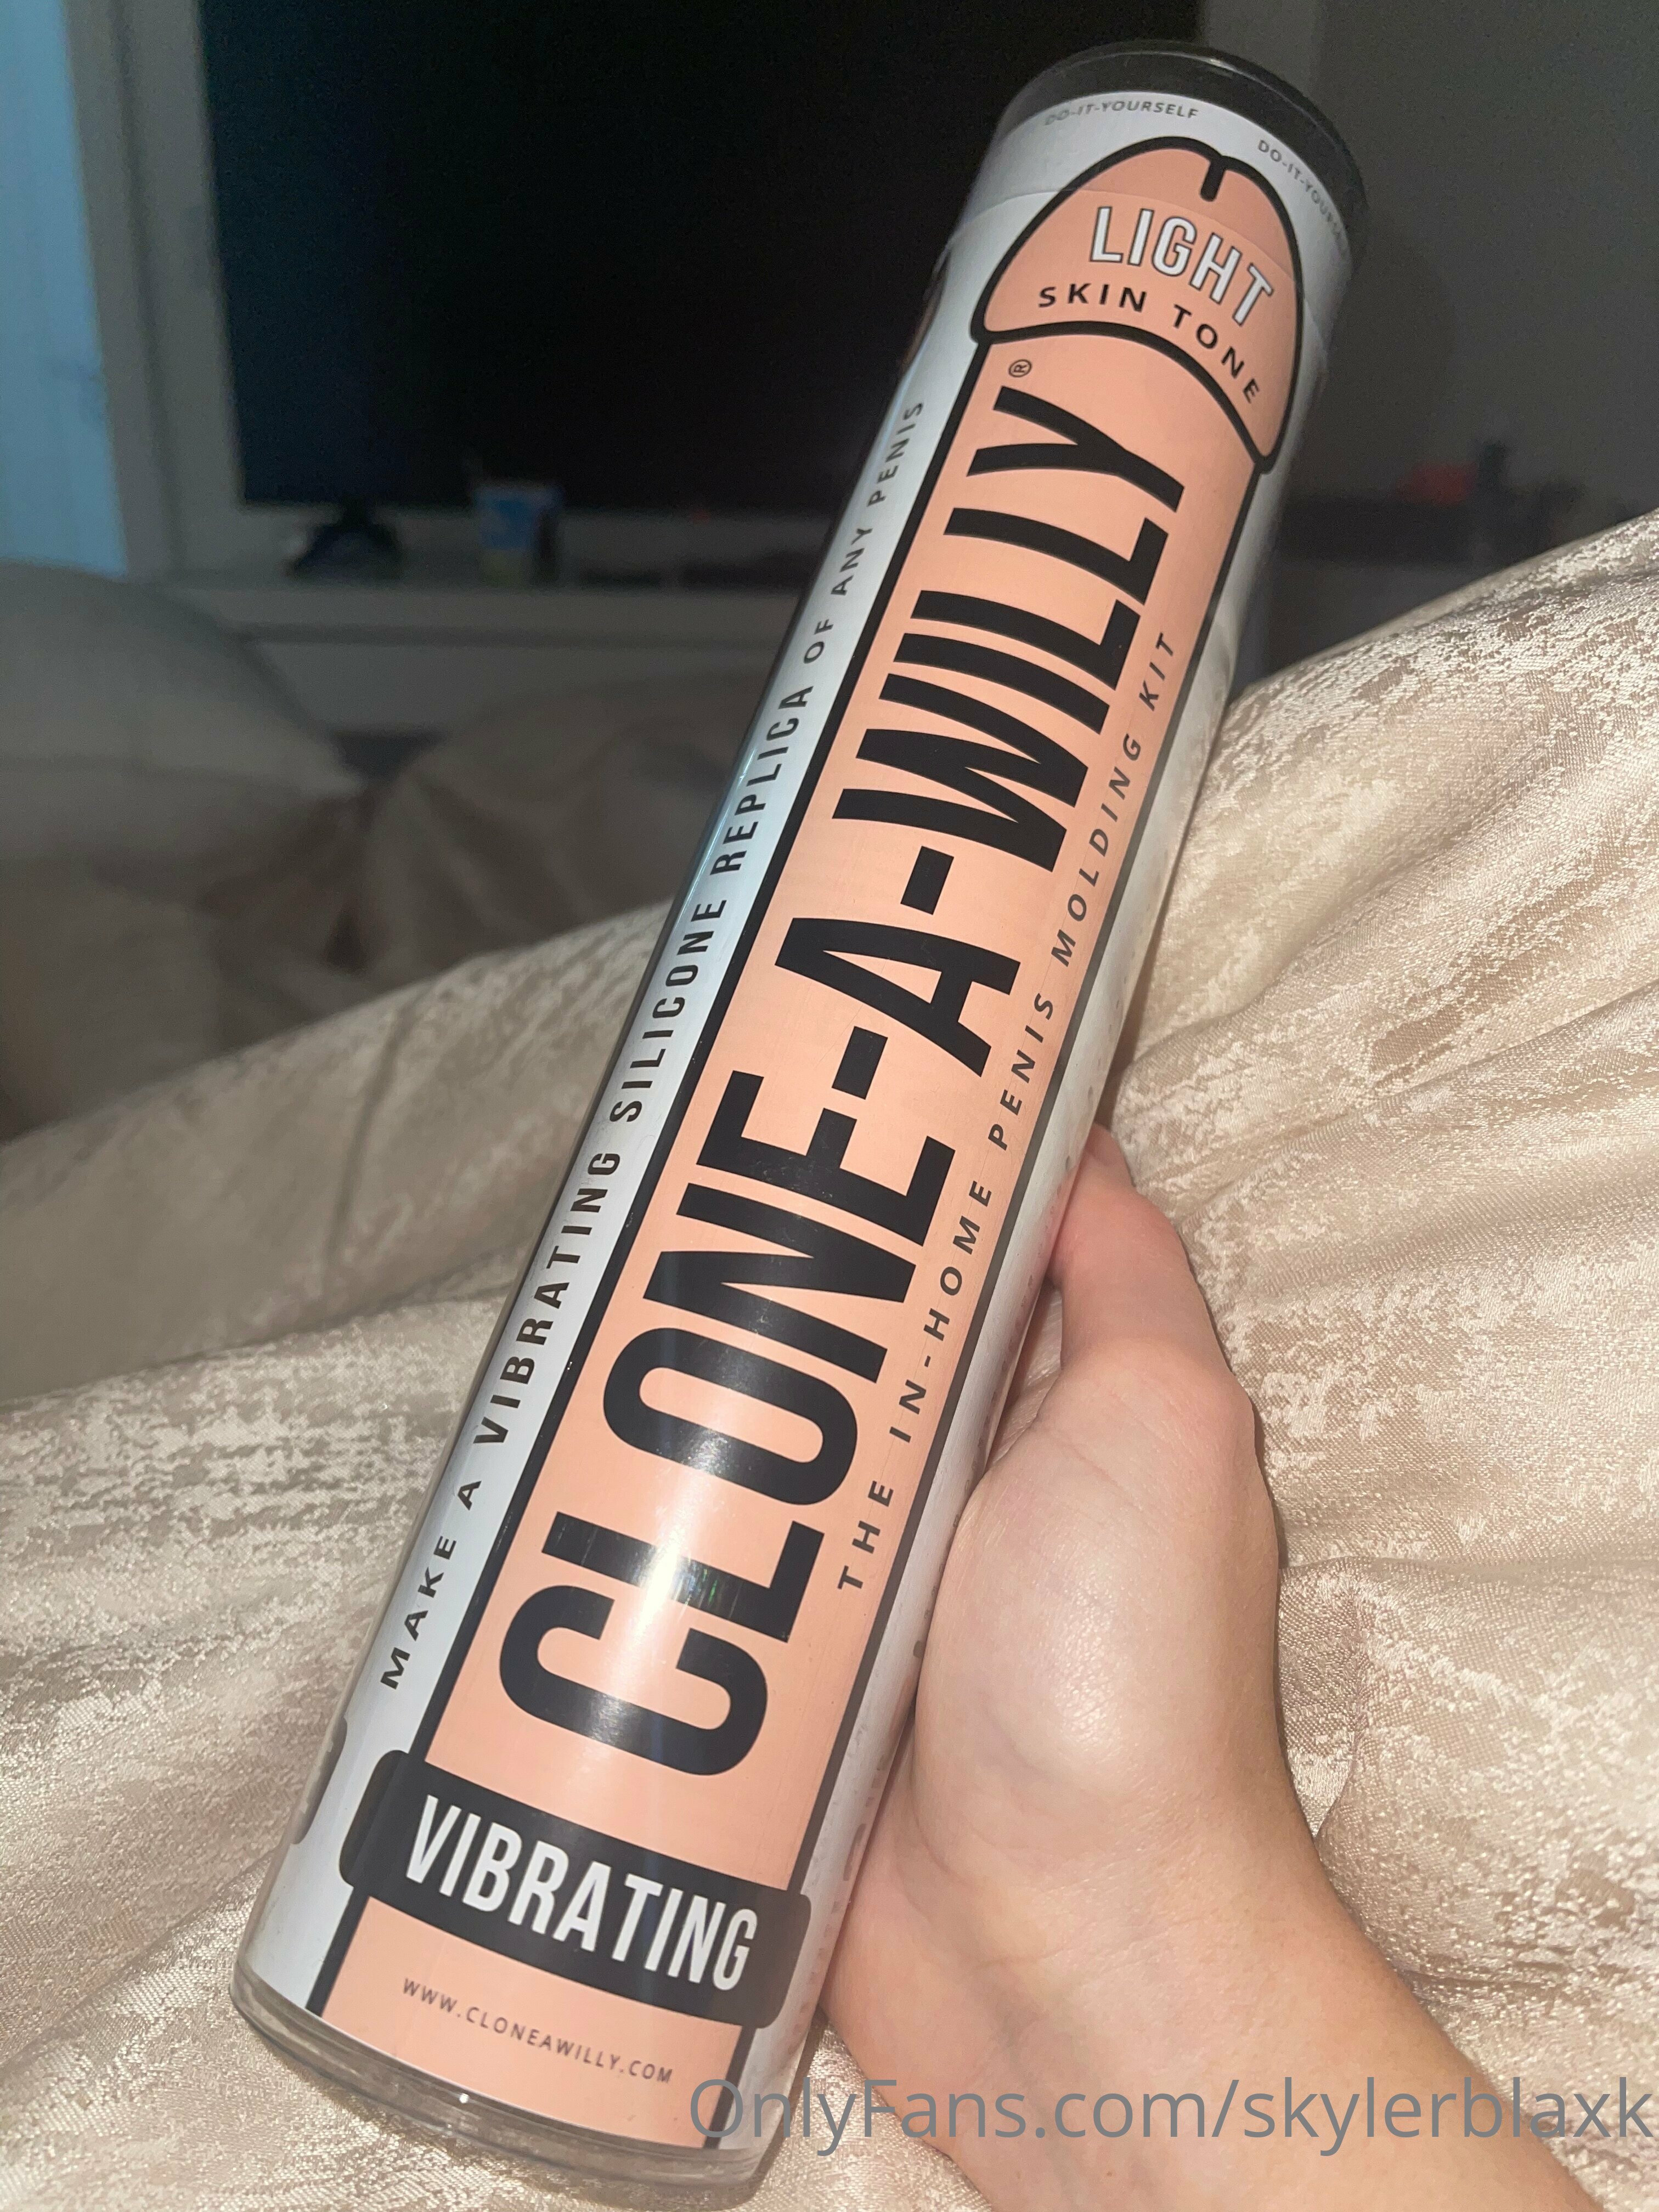 DO-IT-YOURSELF
DO-IT-YOURSELF
LIGHT
SKIN TONE
MAKE A VIBRATING SILICONE REPLICA OF ANY PENIS
CLONE-A-WILLY®
THE IN-HOME PENIS MOLDING KIT
VIBRATING
WWW.CLONEAWILLY.COM
OnlyFans.com/skylerblaxk